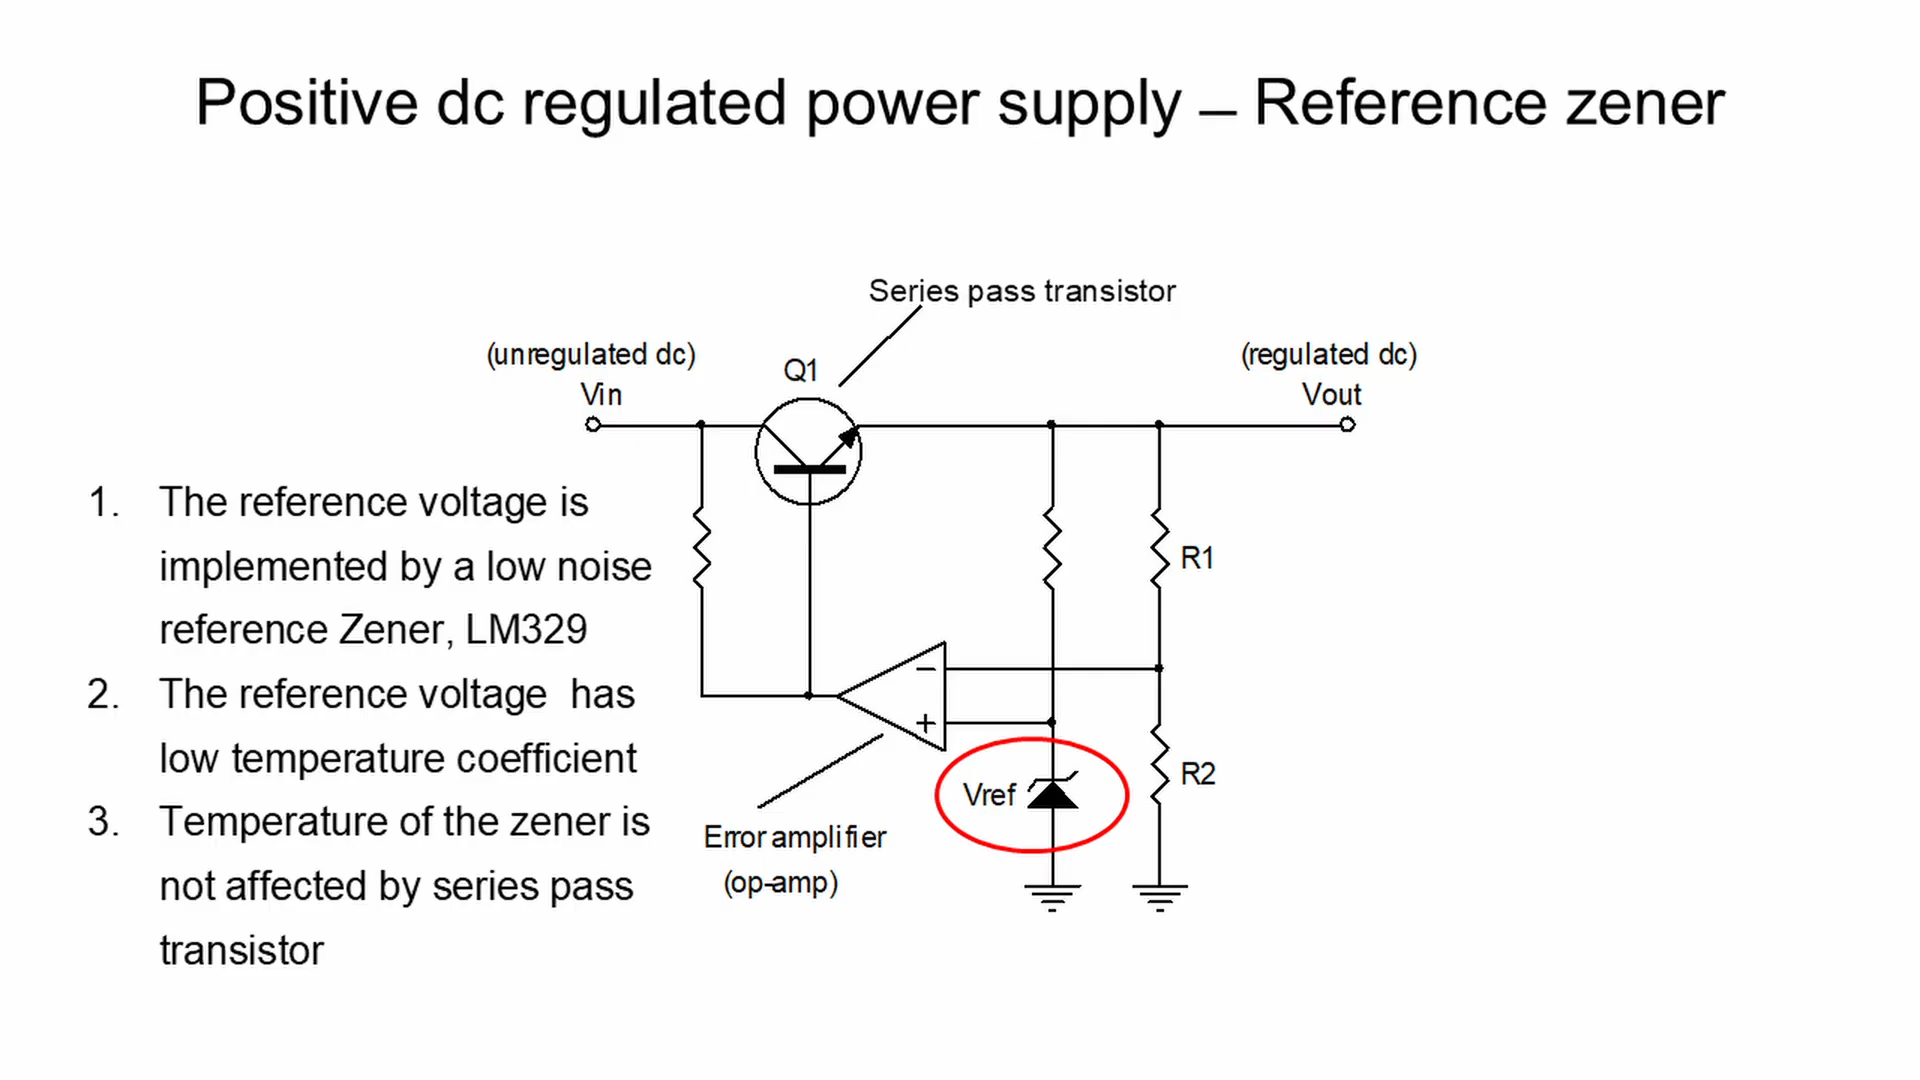 Positive dc regulated power supply – Reference zener
Series pass transistor
(unregulated dc)
Vin
Q1
(regulated dc)
Vout
1. The reference voltage is
implemented by a low noise
reference Zener, LM329
2. The reference voltage has
low temperature coefficient
3. Temperature of the zener is
not affected by series pass
transistor
R1
−
+
Vref
R2
Error amplifier
(op-amp)